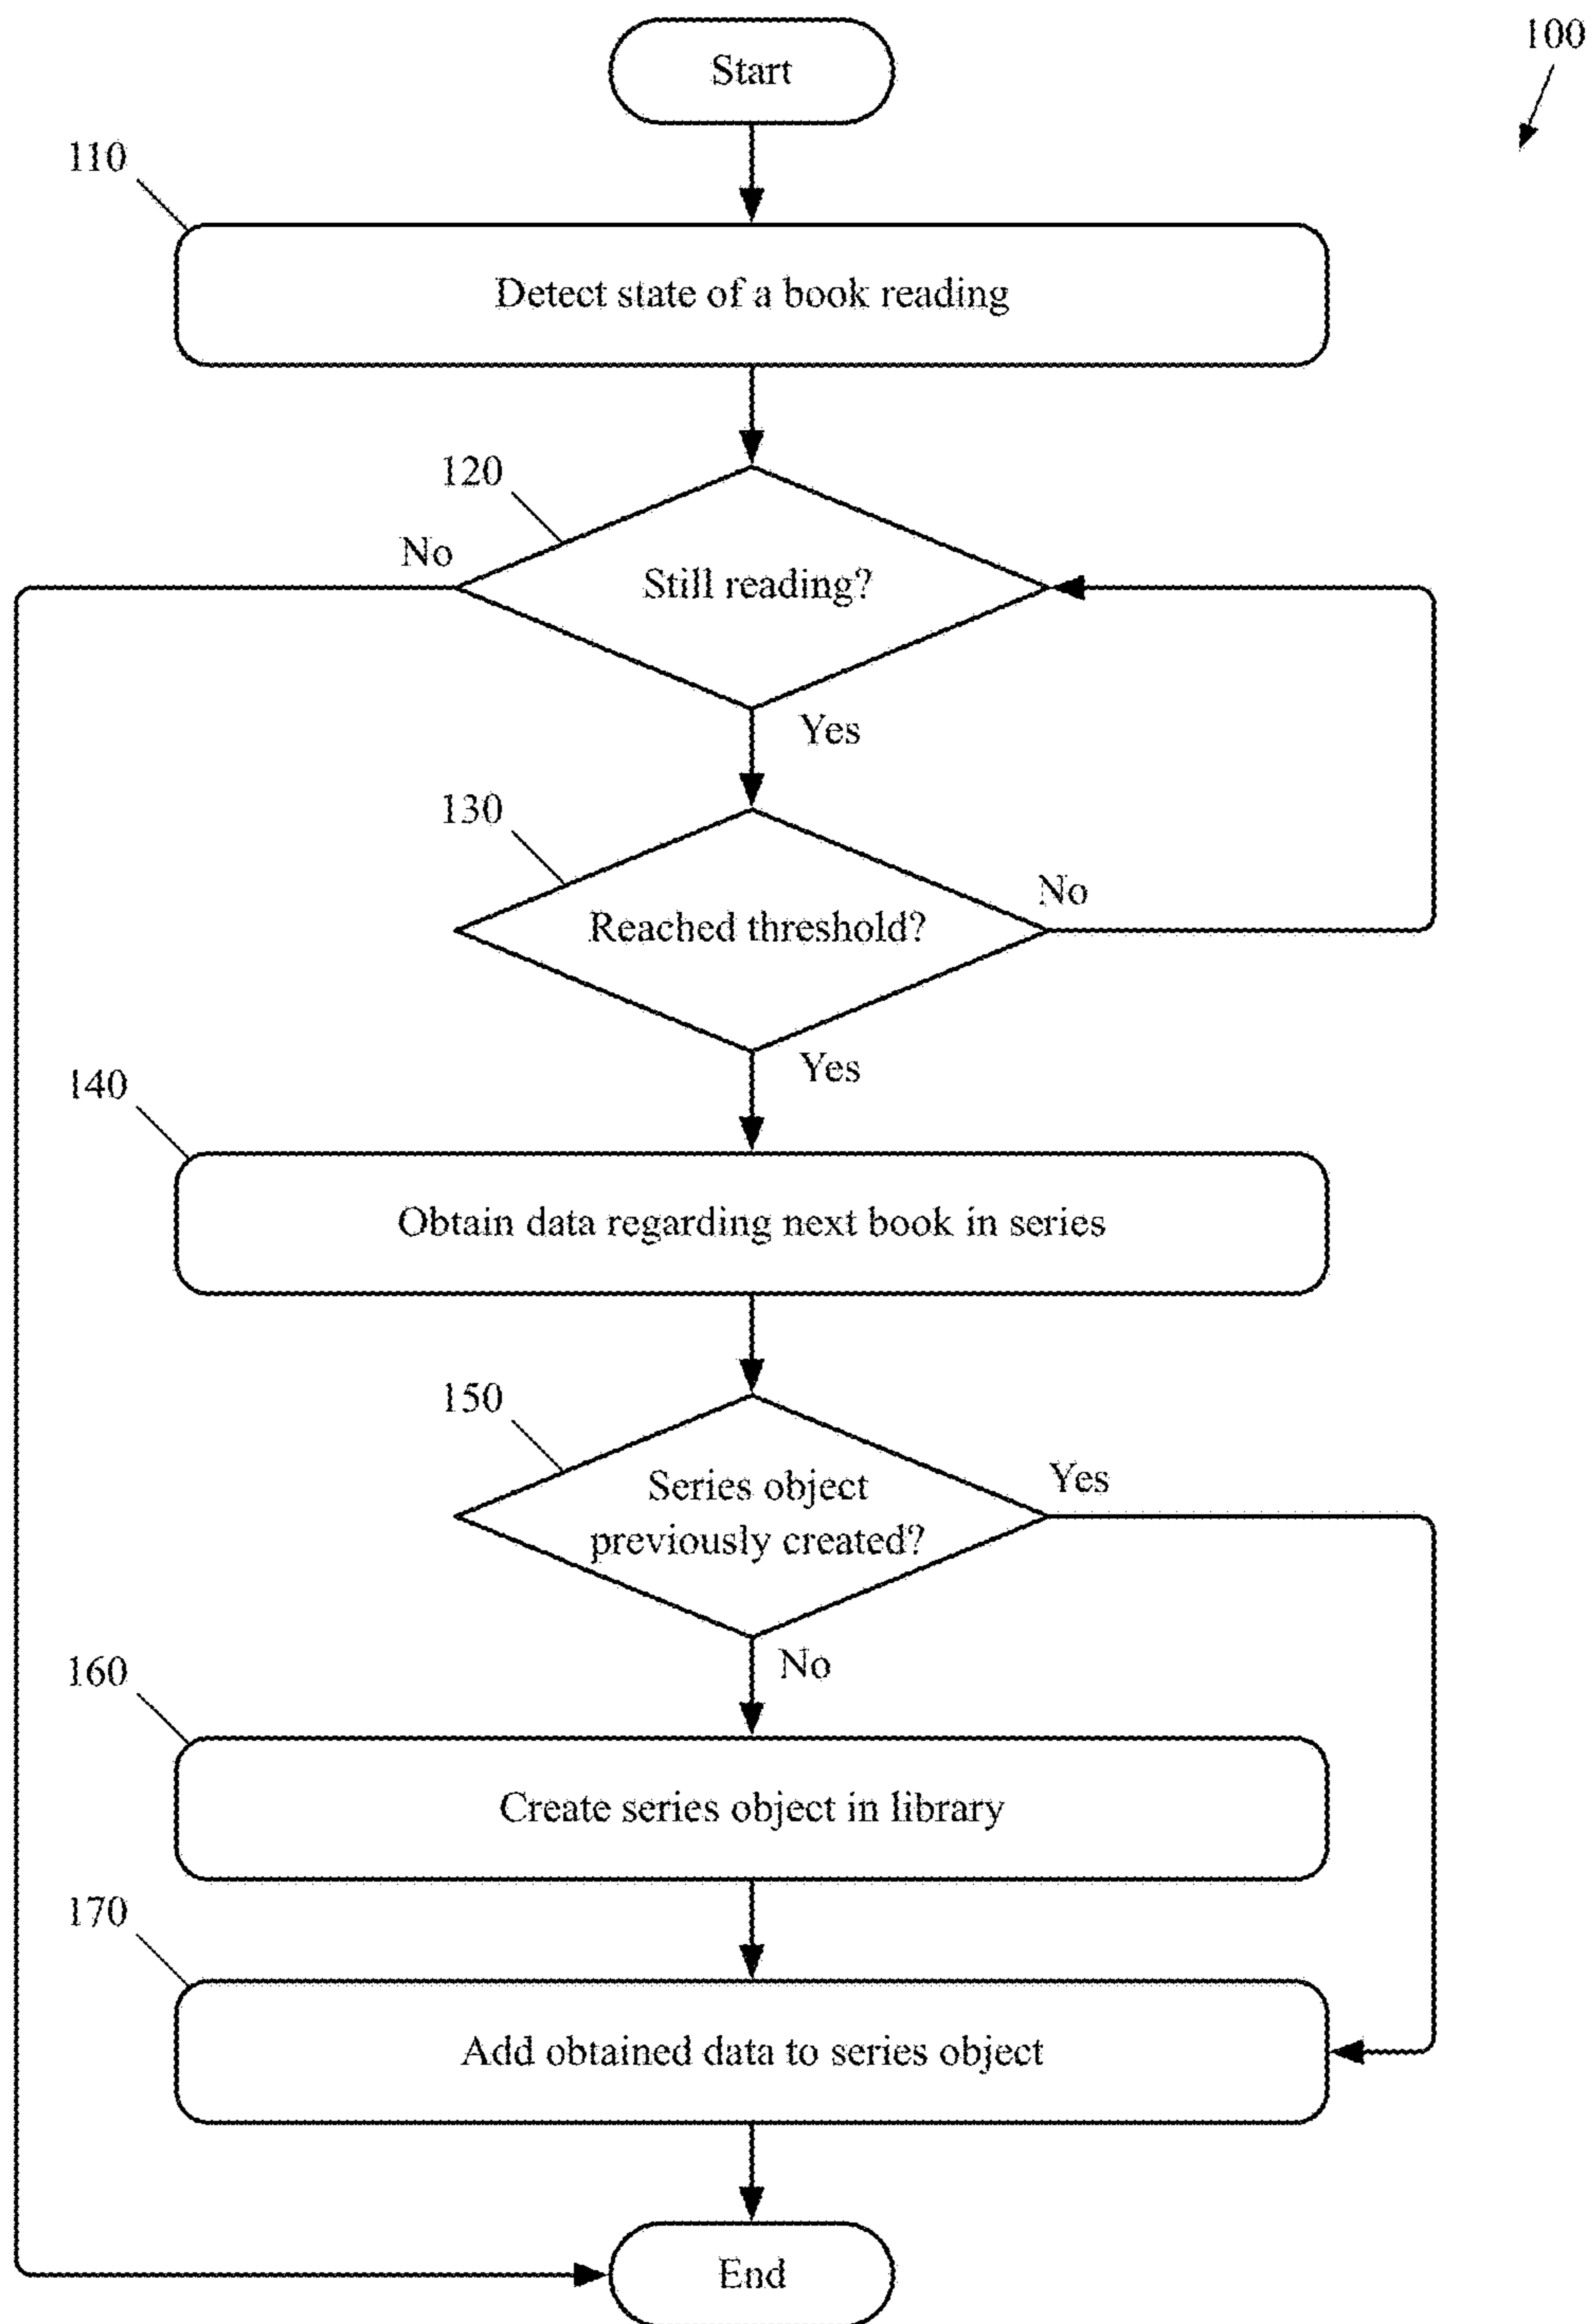 Start
100
110
Detect state of a book reading
120
No
Still reading?
Yes
130
No
Reached threshold?
Yes
140
Obtain data regarding next book in series
150
Yes
Series object
previously created?
No
160
Create series object in library
170
Add obtained data to series object
End